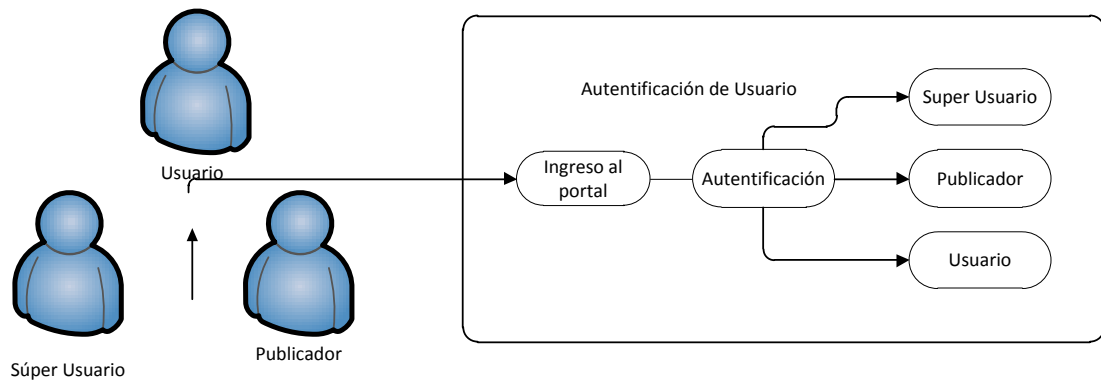 Usuario
Súper Usuario
Publicador
Autentificación de Usuario
Ingreso al
portal
Autentificación
Super Usuario
Publicador
Usuario